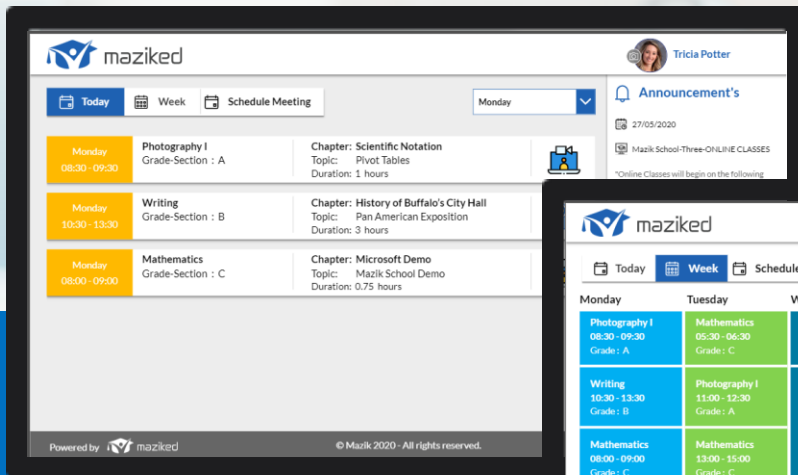 maziked
Tricia Potter
Today
Week
Schedule Meeting
Monday
Announcement's
27/05/2020
Mazik School-Three-ONLINE CLASSES
"Online Classes will begin on the following
Monday
08:30 - 09:30
Photography I
Grade-Section : A
Chapter: Scientific Notation
Topic: Pivot Tables
Duration: 1 hours
Monday
10:30 - 13:30
Writing
Grade-Section : B
Chapter: History of Buffalo's City Hall
Topic: Pan American Exposition
Duration: 3 hours
Monday
08:00 - 09:00
Mathematics
Grade-Section : C
Chapter: Microsoft Demo
Topic: Mazik School Demo
Duration: 0.75 hours
Powered by maziked
© Mazik 2020 - All rights reserved.
maziked
Today
Week
Schedule
Monday
Tuesday
W
Photography I
08:30 - 09:30
Grade : A
Mathematics
05:30 - 06:30
Grade : C
Writing
10:30 - 13:30
Grade : B
Photography I
11:00 - 12:30
Grade : A
Mathematics
08:00 - 09:00
Grade : C
Mathematics
13:00 - 15:00
Grade : C